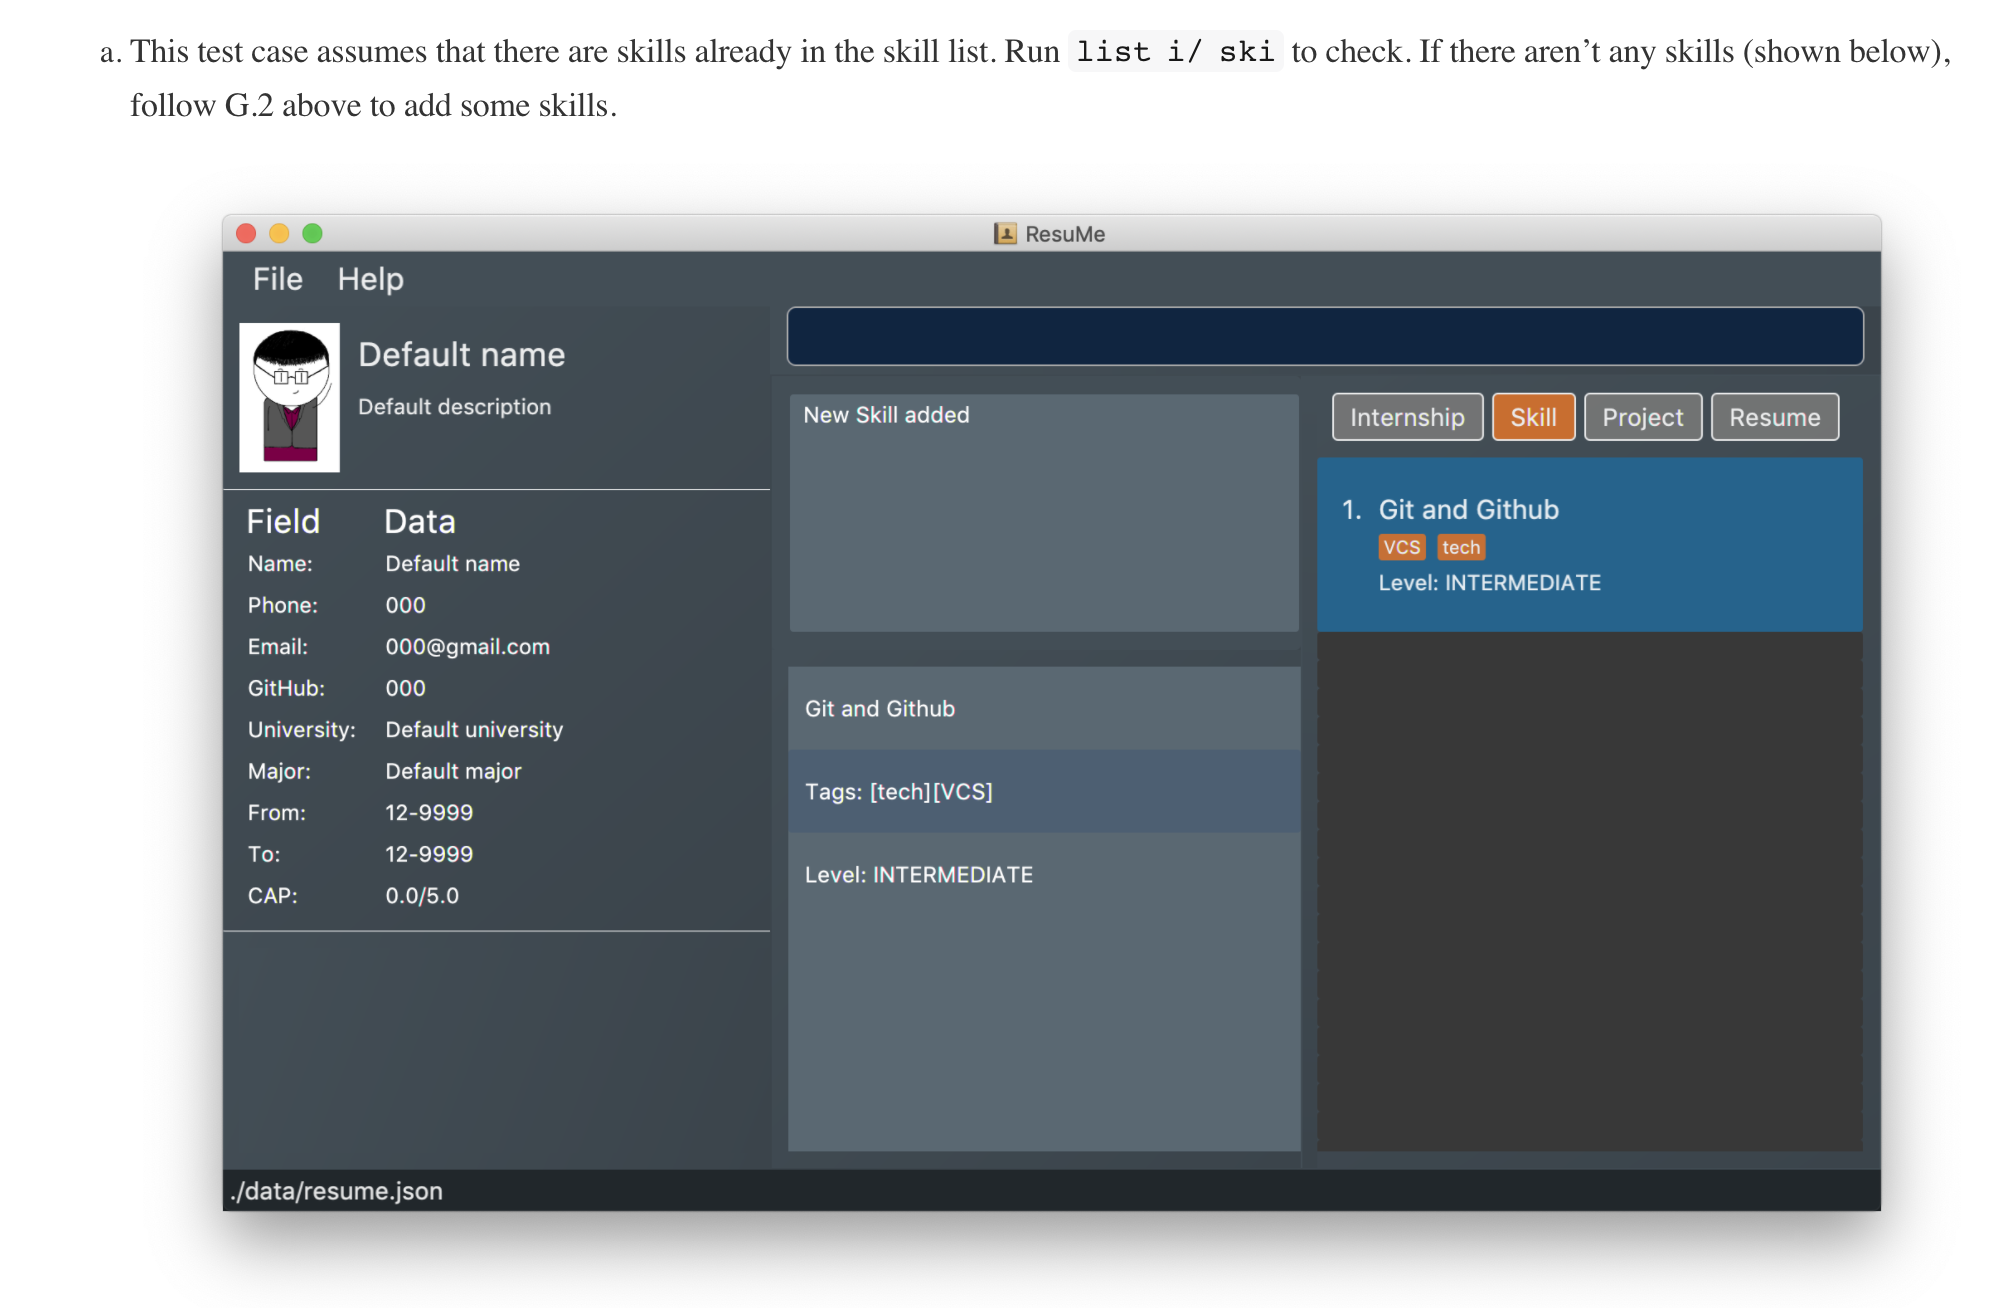 a. This test case assumes that there are skills already in the skill list. Run list i/ ski to check. If there aren’t any skills (shown below),
follow G.2 above to add some skills.
ResuMe
File Help
Default name
Default description
Field Data
Name: Default name
Phone: 000
Email: 000@gmail.com
GitHub: 000
University: Default university
Major: Default major
From: 12-9999
To: 12-9999
CAP: 0.0/5.0
New Skill added
Git and Github
Tags: [tech][VCS]
Level: INTERMEDIATE
Internship Skill Project Resume
1. Git and Github
VCS tech
Level: INTERMEDIATE
./data/resume.json